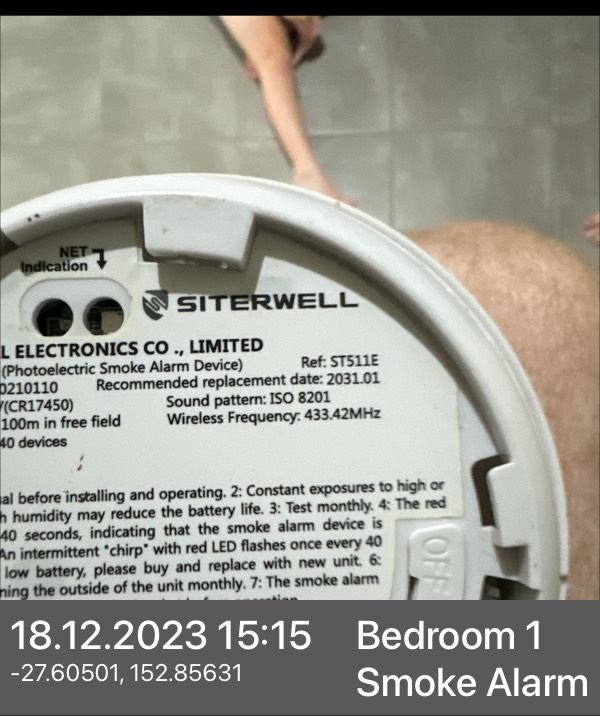 NET
Indication
SITERWELL
L ELECTRONICS CO ., LIMITED
(Photoelectric Smoke Alarm Device) Ref: ST511E
0210110 Recommended replacement date: 2031.01
/(CR17450) Sound pattern: ISO 8201
100m in free field Wireless Frequency: 433.42MHz
40 devices
al before installing and operating. 2: Constant exposures to high or
h humidity may reduce the battery life. 3: Test monthly. 4: The red
40 seconds, indicating that the smoke alarm device is
An intermittent "chirp" with red LED flashes once every 40
low battery, please buy and replace with new unit. 6:
ning the outside of the unit monthly. 7: The smoke alarm
OFF
18.12.2023 15:15 Bedroom 1
-27.60501, 152.85631 Smoke Alarm